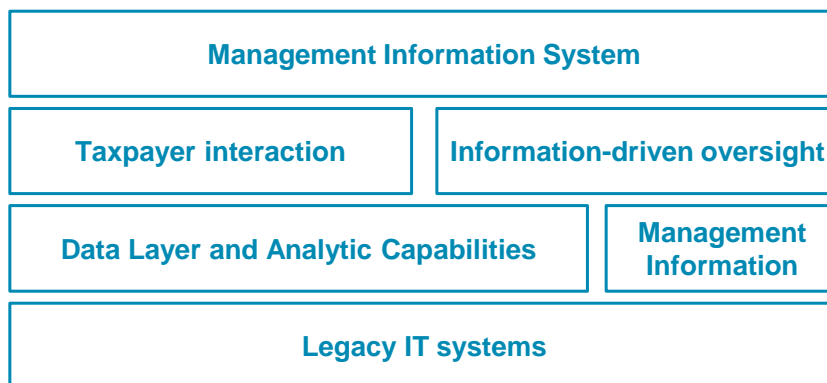 Management Information System
Taxpayer interaction
Information-driven oversight
Data Layer and Analytic Capabilities
Management
Information
Legacy IT systems